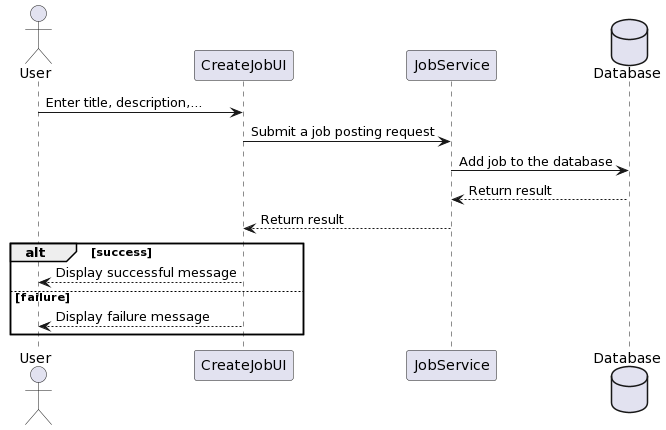 User
CreateJobUI
JobService
Database
Enter title, description,...
Submit a job posting request
Add job to the database
Return result
Return result
alt [success]
Display successful message
[failure]
Display failure message
User
CreateJobUI
JobService
Database